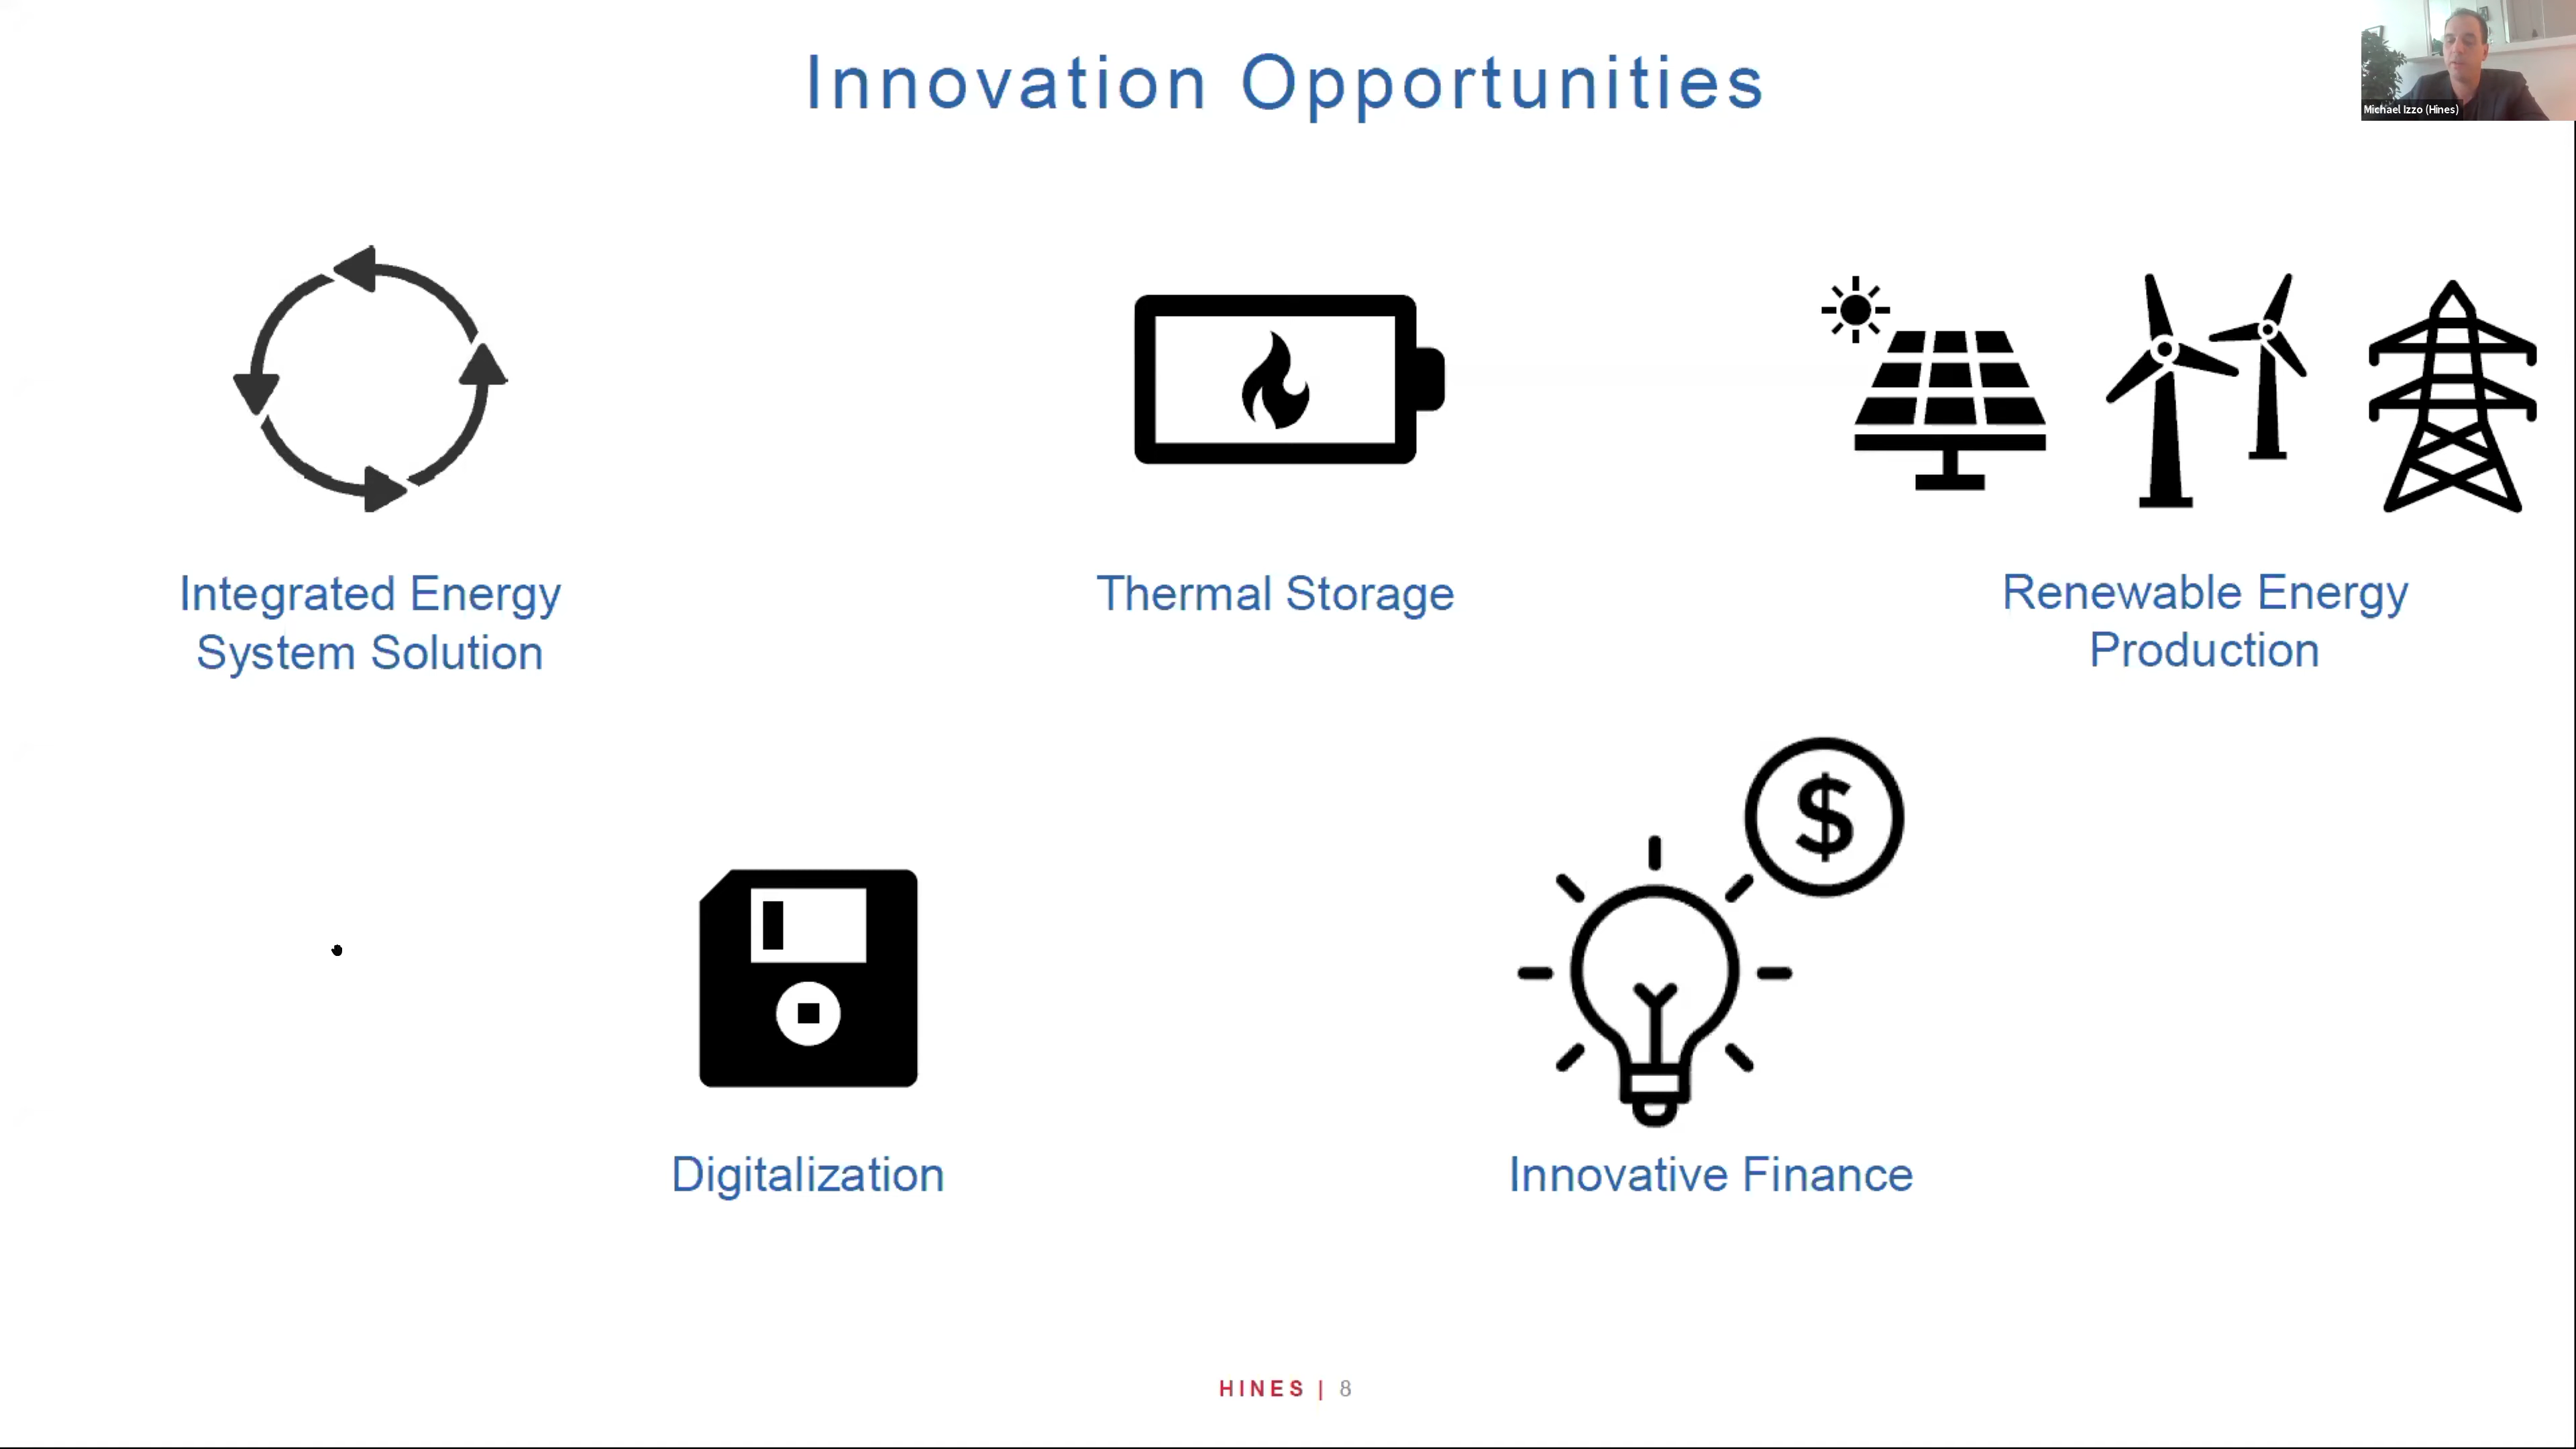 Innovation Opportunities
Michael Izzo (Hines)
Integrated Energy
System Solution
Thermal Storage
Renewable Energy
Production
$
Digitalization
Innovative Finance
HINES | 8